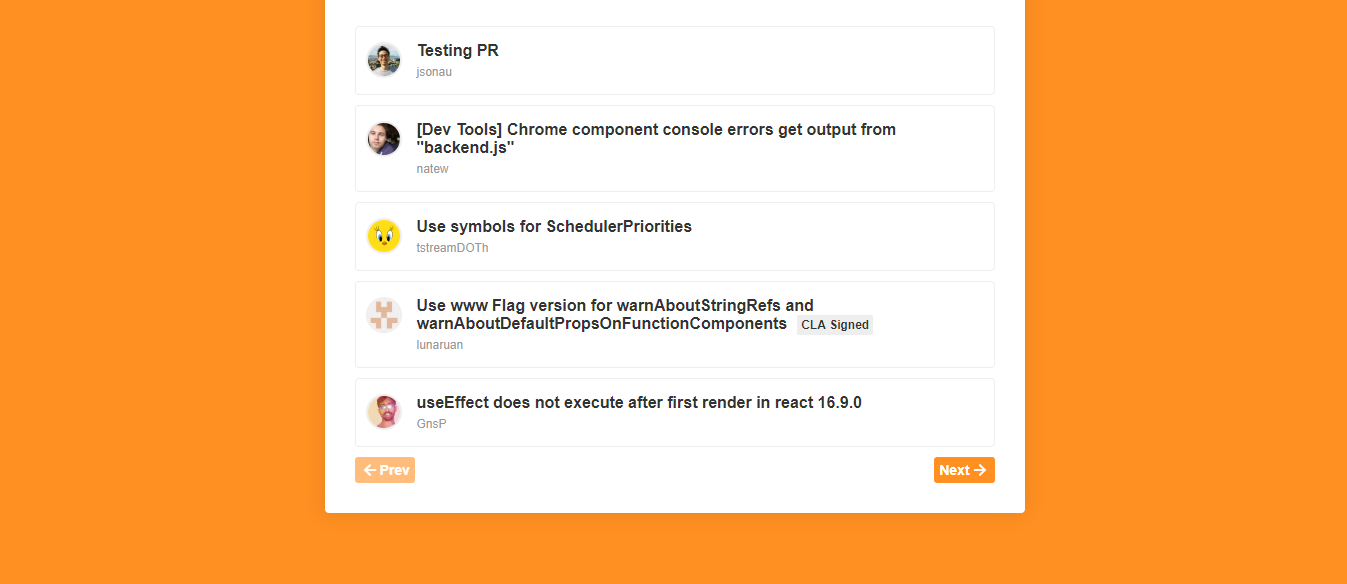 Testing PR
jsonau
[Dev Tools] Chrome component console errors get output from
"backend.js"
natew
Use symbols for SchedulerPriorities
tstreamDOTh
Use www Flag version for warnAboutStringRefs and
warnAboutDefaultPropsOnFunctionComponents CLA Signed
lunaruan
useEffect does not execute after first render in react 16.9.0
GnsP
← Prev
Next →